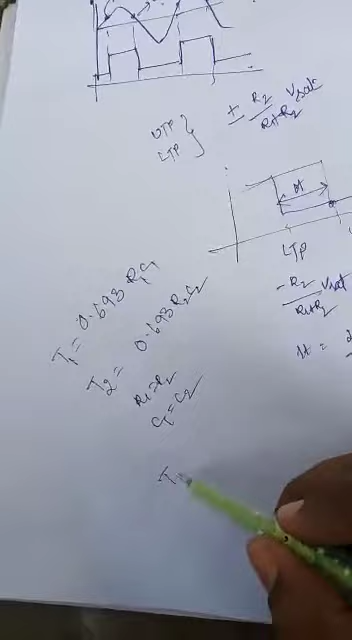 UTP
LTP
± R2/R1+R2 Vsat
Δt
LTP
-R2/R1+R2 Vsat
T1 = 0.693 R1C1
T2 = 0.693 R2C2
R1=R2
C1=C2
T